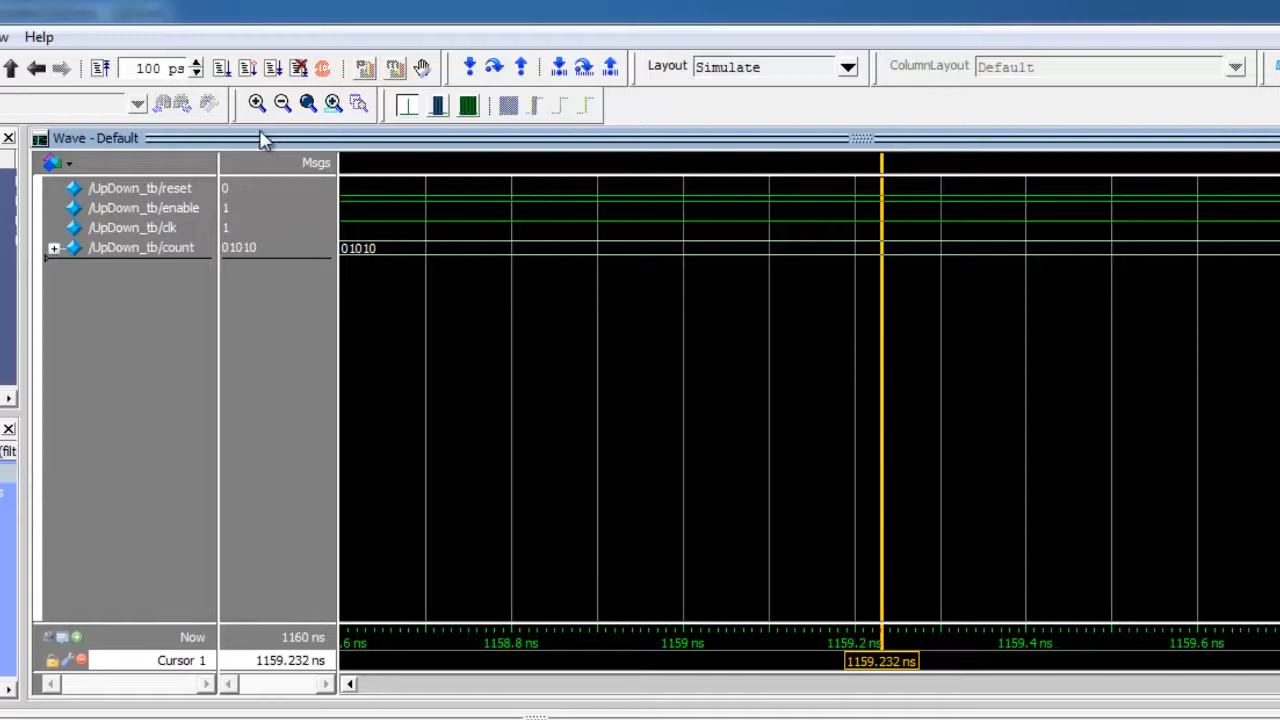 w Help
100 ps Layout Simulate ColumnLayout Default
Wave - Default
Msgs
/UpDown_tb/reset 0
/UpDown_tb/enable 1
/UpDown_tb/clk 1
/UpDown_tb/count 01010 01010
(filt
s
Now 1160 ns .6 ns 1158.8 ns 1159 ns 1159.2 ns 1159.4 ns 1159.6 ns
Cursor 1 1159.232 ns 1159.232 ns